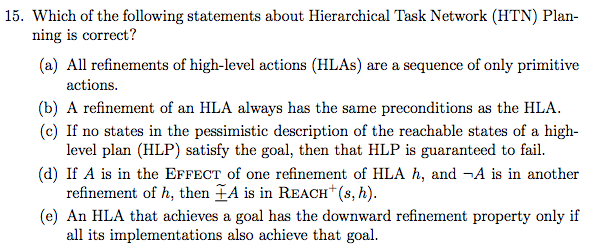 15. Which of the following statements about Hierarchical Task Network (HTN) Plan-
ning is correct?
(a) All refinements of high-level actions (HLAs) are a sequence of only primitive
actions.
(b) A refinement of an HLA always has the same preconditions as the HLA.
(c) If no states in the pessimistic description of the reachable states of a high-
level plan (HLP) satisfy the goal, then that HLP is guaranteed to fail.
(d) If A is in the EFFECT of one refinement of HLA h, and ¬A is in another
refinement of h, then ±̃A is in REACH⁺(s, h).
(e) An HLA that achieves a goal has the downward refinement property only if
all its implementations also achieve that goal.